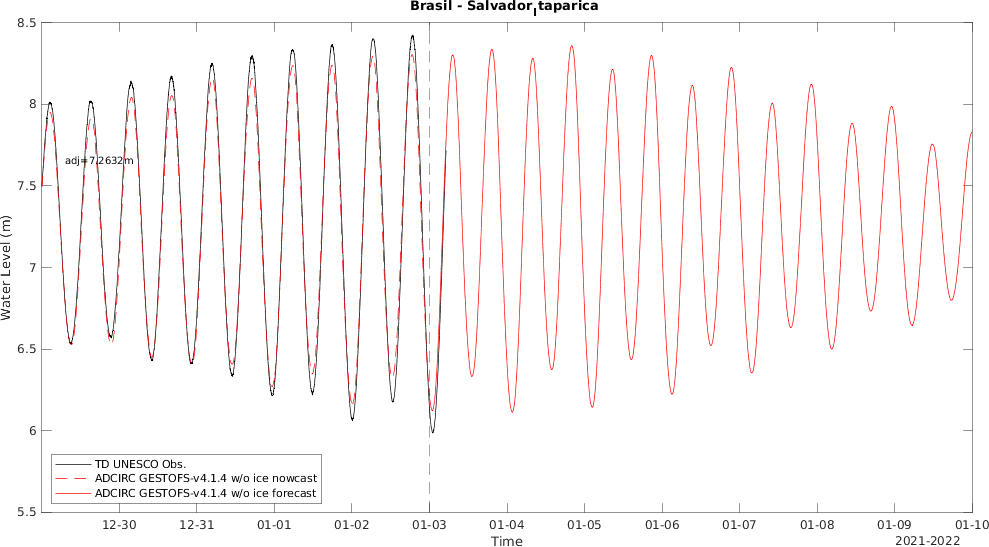 Brasil - Salvador_Itaparica
8.5
8
7.5
7
6.5
6
5.5
Water Level (m)
adj=7.2632m
TD UNESCO Obs.
ADCIRC GESTOFS-v4.1.4 w/o ice nowcast
ADCIRC GESTOFS-v4.1.4 w/o ice forecast
12-30 12-31 01-01 01-02 01-03 01-04 01-05 01-06 01-07 01-08 01-09 01-10
Time
2021-2022